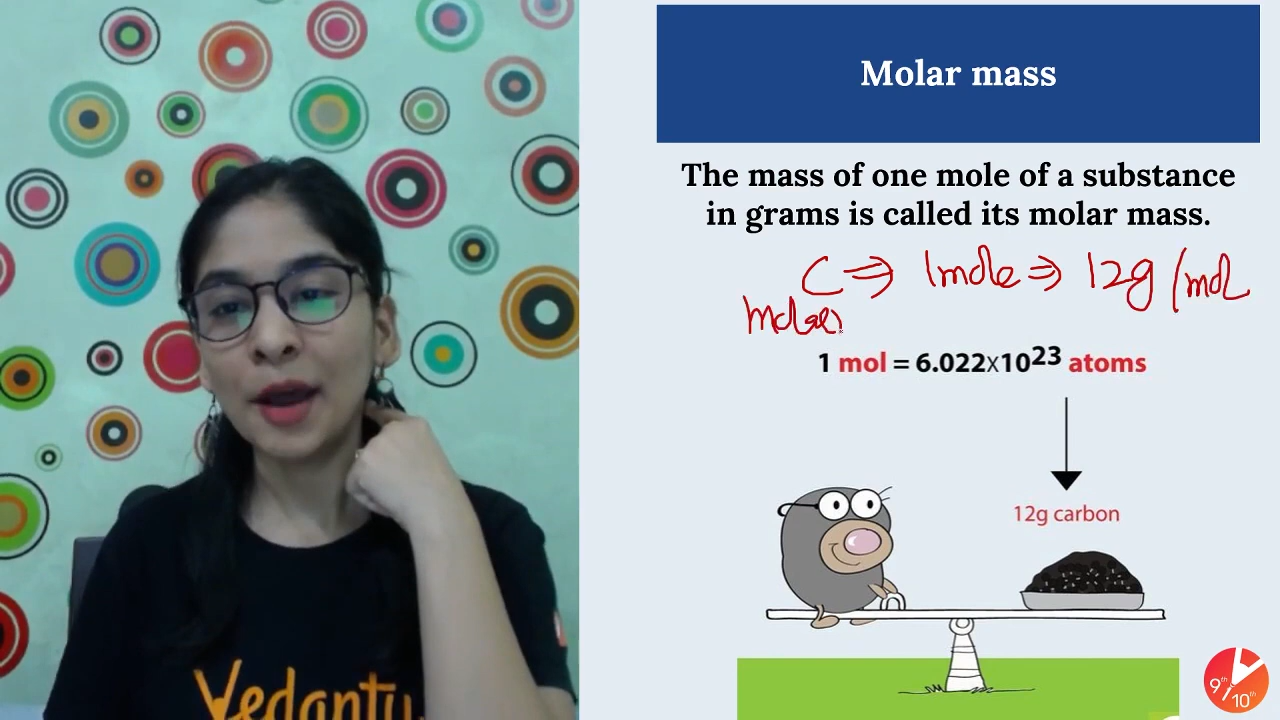 Molar mass
The mass of one mole of a substance
in grams is called its molar mass.
C ⇒ 1mole ⇒ 12g /mol
1 mol = 6.022x10²³ atoms
12g carbon
Vedantu
9th
10th